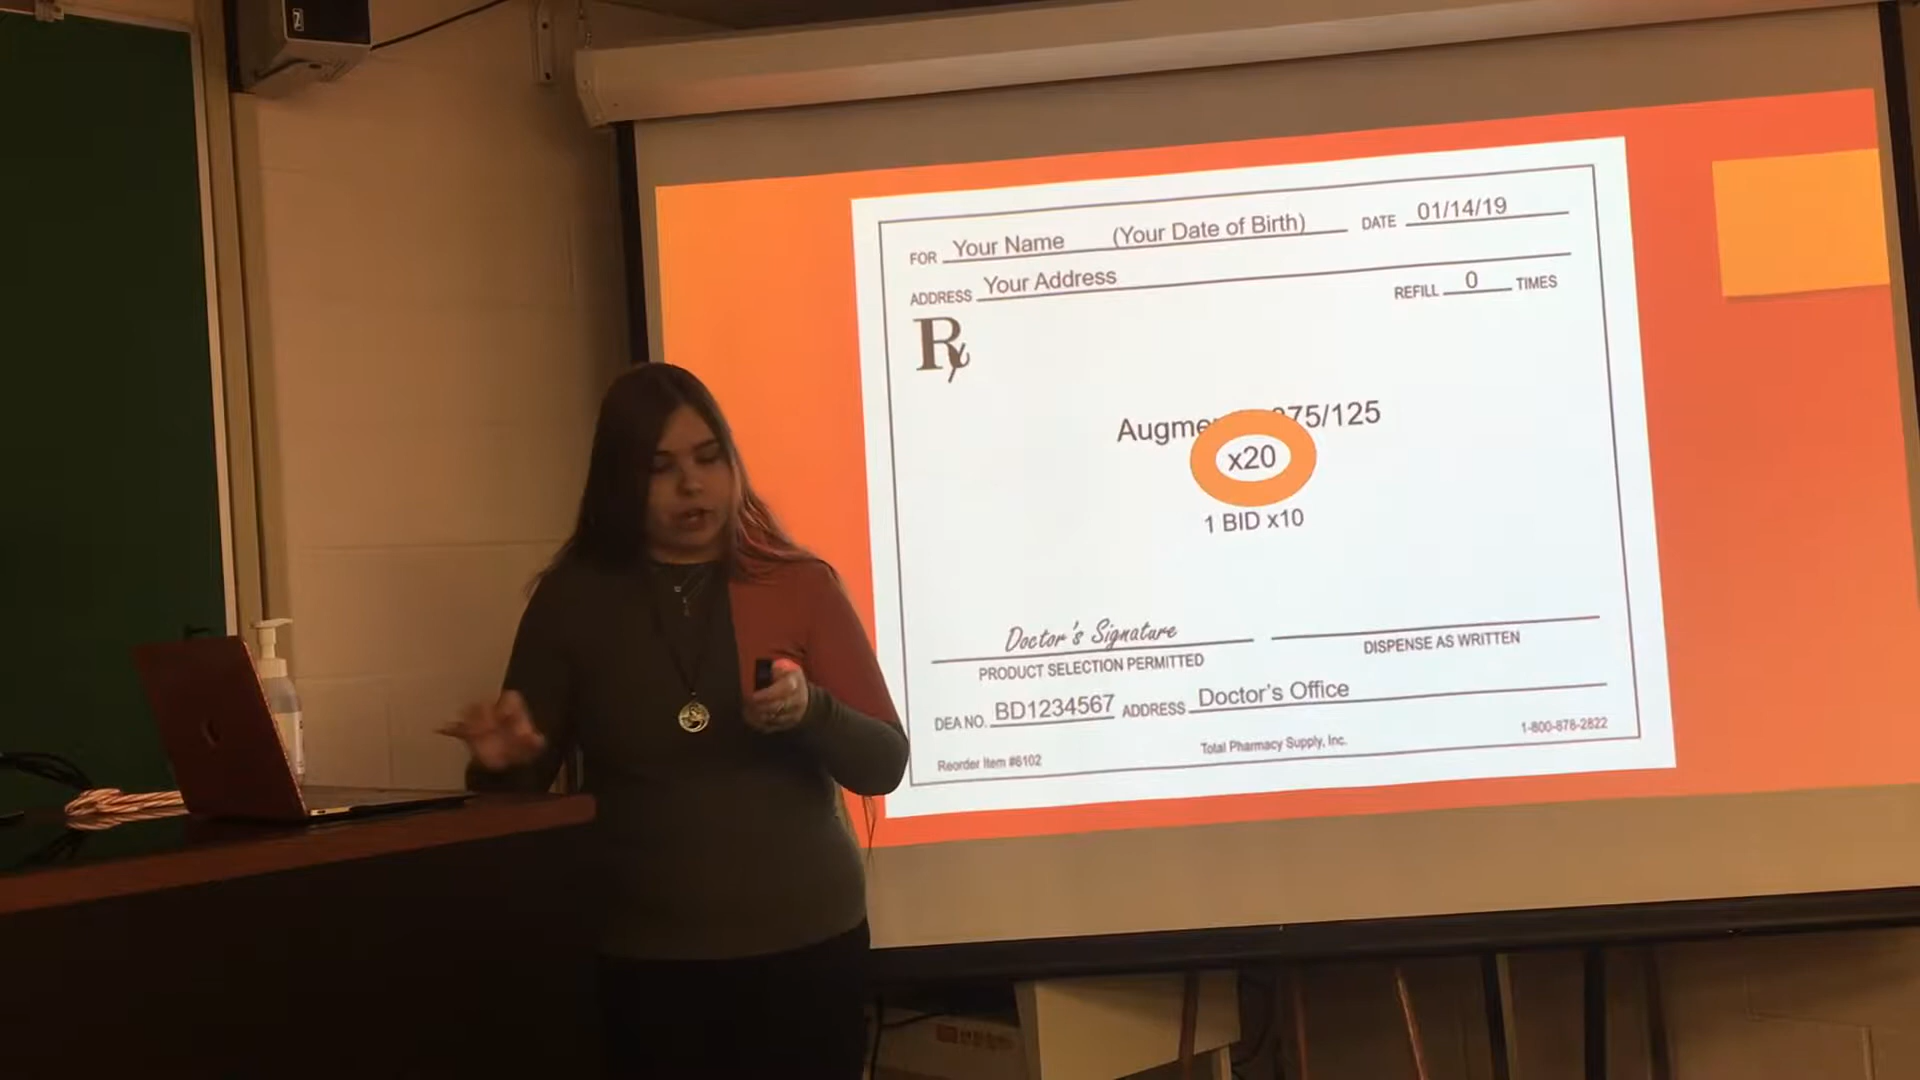 FOR Your Name (Your Date of Birth) DATE 01/14/19
ADDRESS Your Address
REFILL 0 TIMES
Rx
75/125
x20
1 BID x10
Doctor's Signature
PRODUCT SELECTION PERMITTED
DISPENSE AS WRITTEN
DEA NO. BD1234567 ADDRESS Doctor's Office
Reorder Item #6102
Total Pharmacy Supply, Inc.
1-800-878-2822